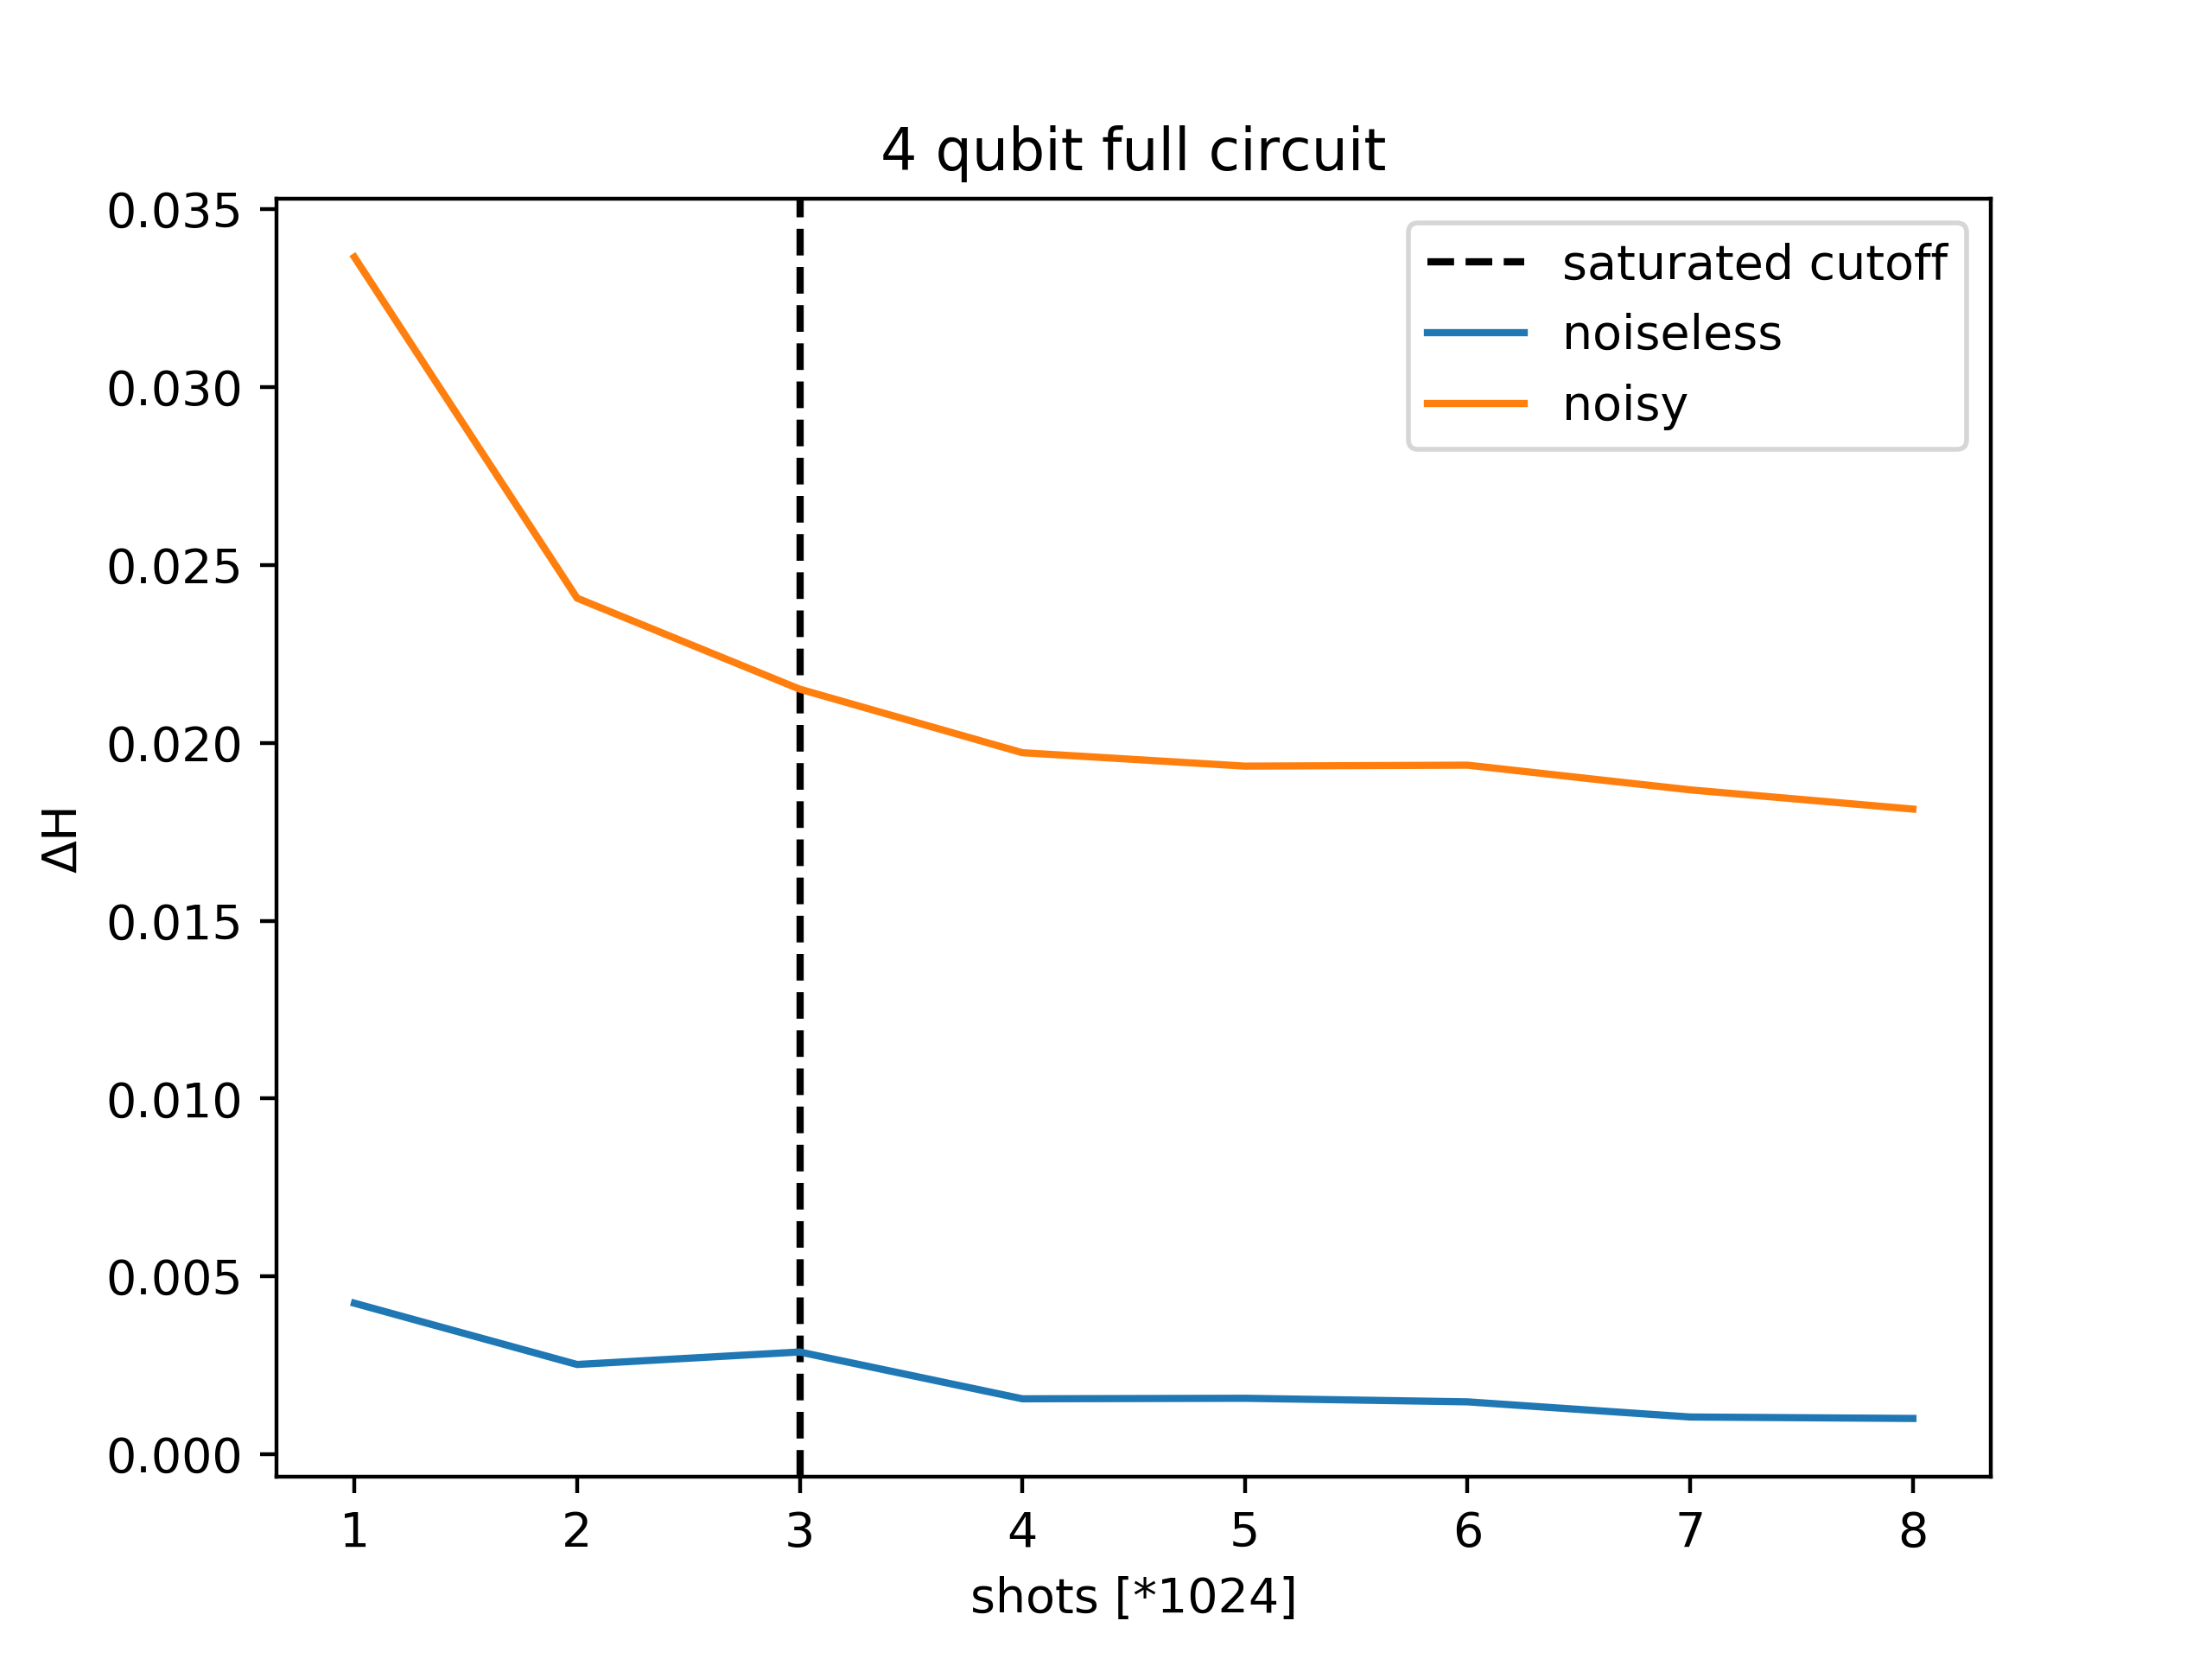 4 qubit full circuit
0.035
0.030
0.025
0.020
0.015
0.010
0.005
0.000
ΔH
saturated cutoff
noiseless
noisy
1 2 3 4 5 6 7 8
shots [*1024]